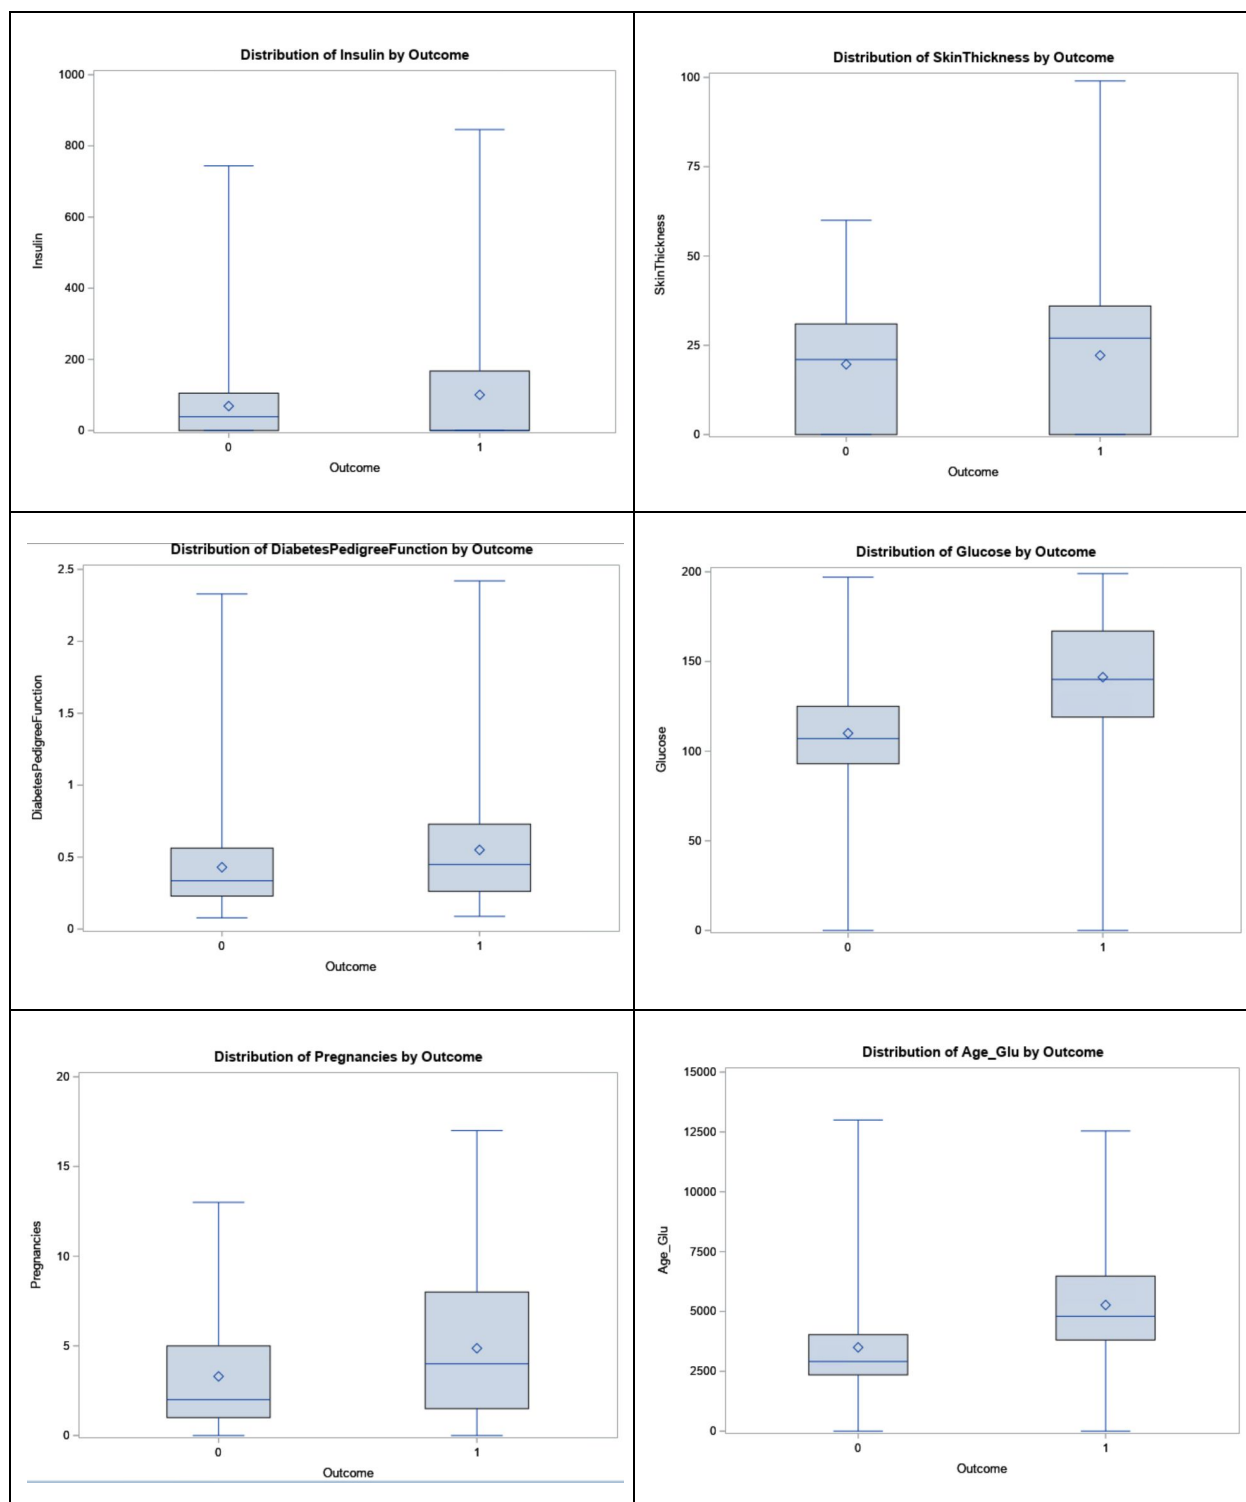 Distribution of Insulin by Outcome
1000
800
600
400
200
0
Insulin
0 1
Outcome
Distribution of SkinThickness by Outcome
100
75
50
25
0
SkinThickness
0 1
Outcome
Distribution of DiabetesPedigreeFunction by Outcome
2.5
2
1.5
1
0.5
0
DiabetesPedigreeFunction
0 1
Outcome
Distribution of Glucose by Outcome
200
150
100
50
0
Glucose
0 1
Distribution of Pregnancies by Outcome
20
15
10
5
0
Pregnancies
0 1
Outcome
Distribution of Age_Glu by Outcome
15000
12500
10000
7500
5000
2500
0
Age_Glu
0 1
Outcome